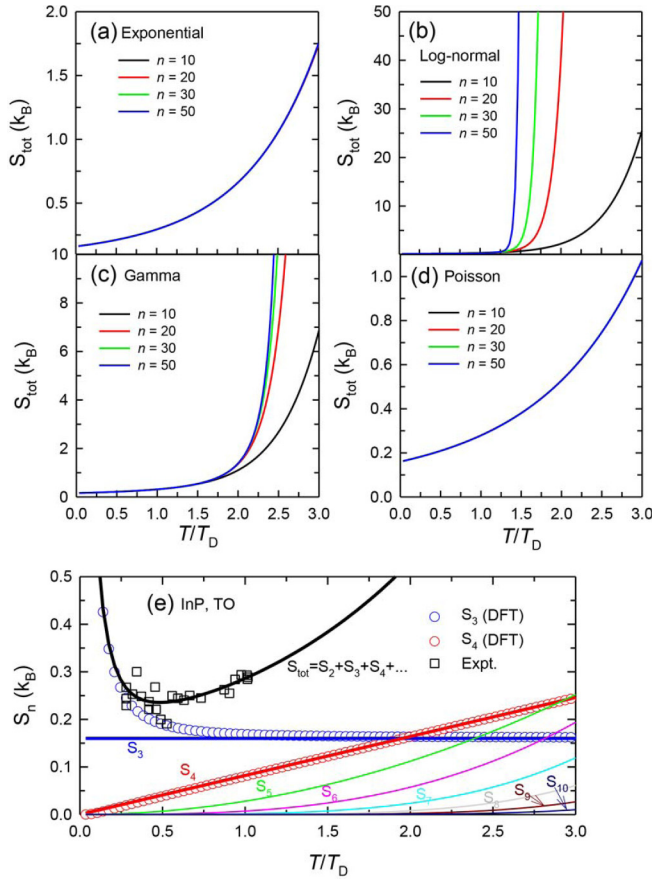 (a) Exponential
n = 10
n = 20
n = 30
n = 50
S_tot (k_B)
2.0
1.5
1.0
0.5
10
(b)
Log-normal
n = 10
n = 20
n = 30
n = 50
S_tot (k_B)
50
40
30
20
10
(c) Gamma
n = 10
n = 20
n = 30
n = 50
S_tot (k_B)
8
6
4
2
0
0.0 0.5 1.0 1.5 2.0 2.5 3.0
T/T_D
(d) Poisson
n = 10
n = 20
n = 30
n = 50
S_tot (k_B)
1.0
0.8
0.6
0.4
0.2
0.0
0.0 0.5 1.0 1.5 2.0 2.5 3.0
T/T_D
(e) InP, TO
S_3 (DFT)
S_4 (DFT)
Expt.
S_tot=S_2+S_3+S_4+...
S_n (k_B)
0.5
0.4
0.3
0.2
0.1
0.0
S_3
S_4
S_5
S_6
S_7
S_8
S_9
S_10
0.0 0.5 1.0 1.5 2.0 2.5 3.0
T/T_D